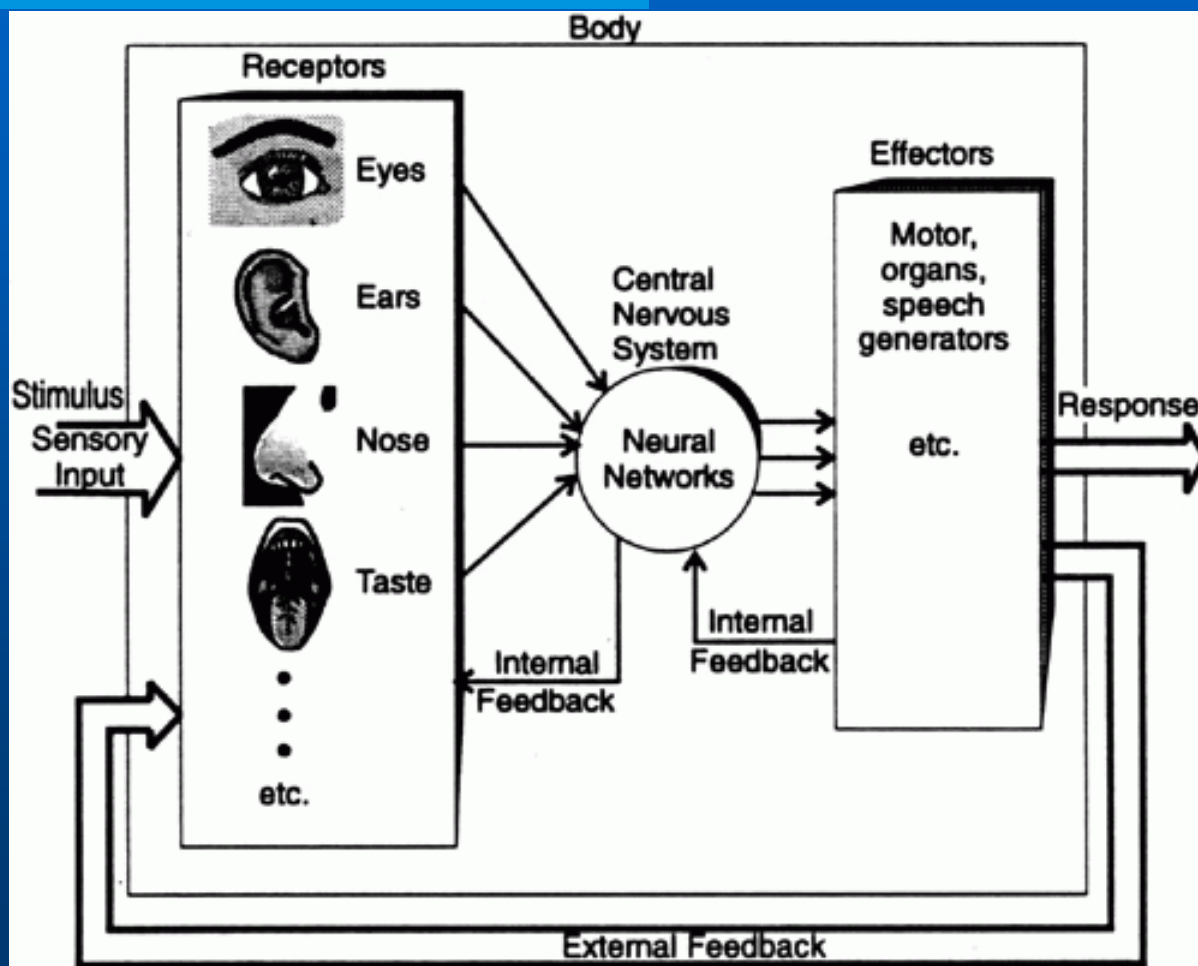 Body
Receptors
Eyes
Ears
Nose
Taste
etc.
Stimulus
Sensory
Input
Central
Nervous
System
Neural
Networks
Internal
Feedback
Internal
Feedback
Effectors
Motor,
organs,
speech
generators
etc.
Response
External Feedback